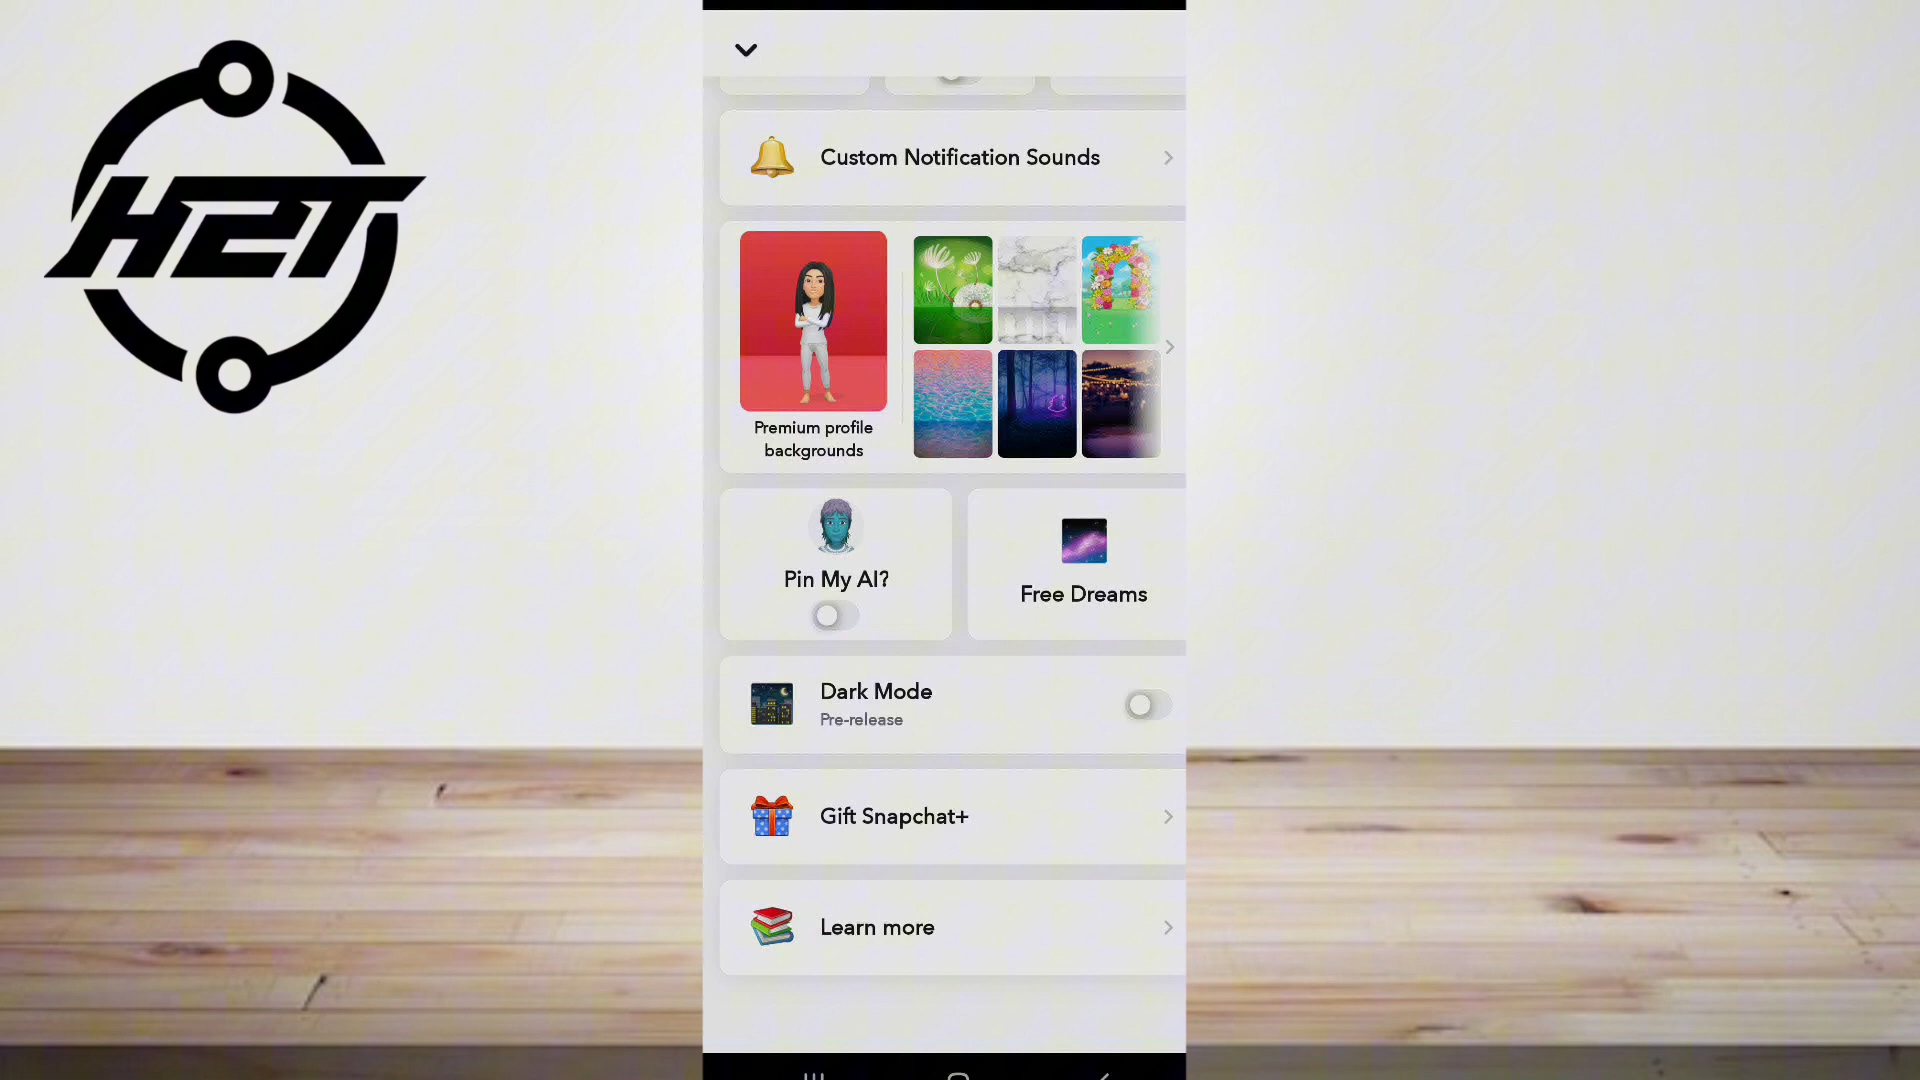 H2T
Custom Notification Sounds
Premium profile
backgrounds
Pin My AI?
Free Dreams
Dark Mode
Pre-release
Gift Snapchat+
Learn more